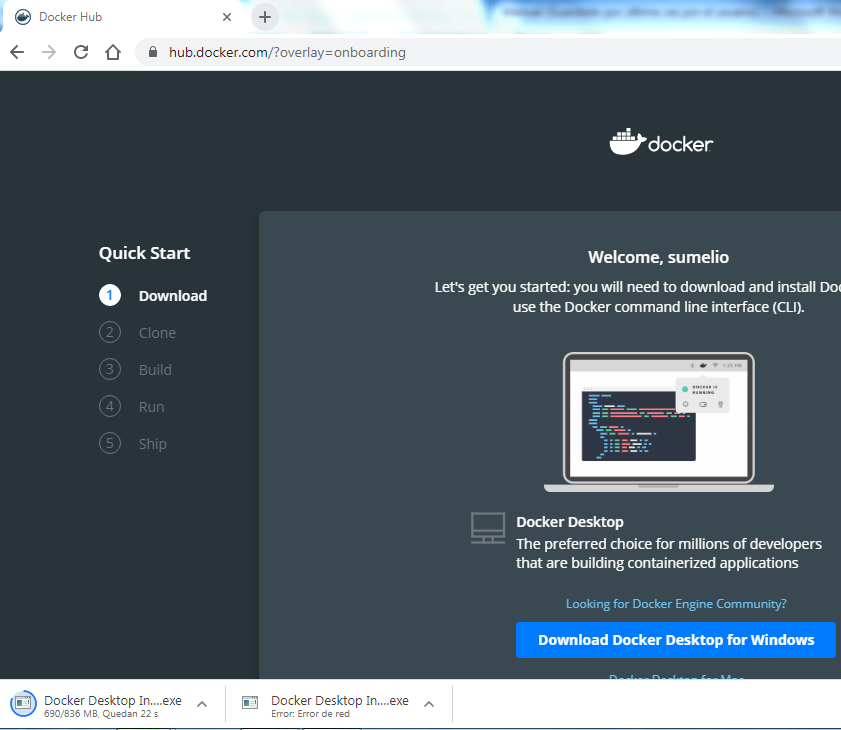 Docker Hub
hub.docker.com/?overlay=onboarding
docker
Quick Start
1 Download
2 Clone
3 Build
4 Run
5 Ship
Welcome, sumelio
Let's get you started: you will need to download and install Doc
use the Docker command line interface (CLI).
1:25 PM
DOCKER IS
RUNNING
Docker Desktop
The preferred choice for millions of developers
that are building containerized applications
Looking for Docker Engine Community?
Download Docker Desktop for Windows
Docker Desktop for Mac
Docker Desktop In....exe
690/836 MB, Quedan 22 s
Docker Desktop In....exe
Error: Error de red